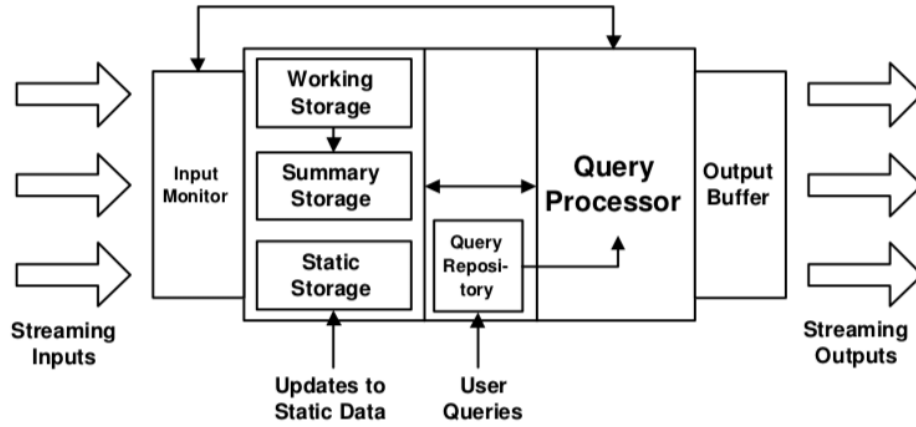 Working
Storage
Summary
Storage
Static
Storage
Input
Monitor
Query
Processor
Query
Reposi-
tory
Output
Buffer
Streaming
Inputs
Updates to
Static Data
User
Queries
Streaming
Outputs